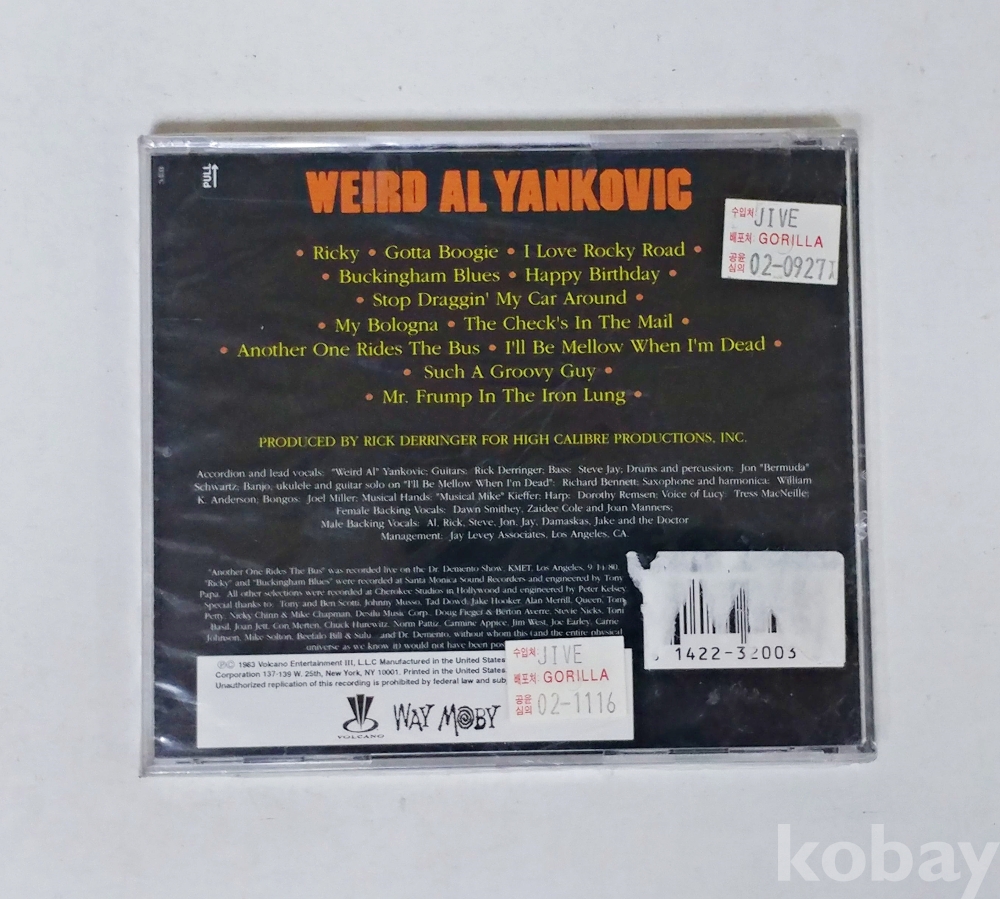 PULL
WEIRD AL YANKOVIC
• Ricky • Gotta Boogie • I Love Rocky Road •
• Buckingham Blues • Happy Birthday •
• Stop Draggin' My Car Around •
• My Bologna • The Check's In The Mail •
• Another One Rides The Bus • I'll Be Mellow When I'm Dead •
• Such A Groovy Guy •
• Mr. Frump In The Iron Lung •
수입처 JIVE
배포처 GORILLA
공윤심의 02-0927
PRODUCED BY RICK DERRINGER FOR HIGH CALIBRE PRODUCTIONS, INC.
Accordion and lead vocals: "Weird Al" Yankovic; Guitars: Rick Derringer; Bass: Steve Jay; Drums and percussion: Jon "Bermuda"
Schwartz; Banjo, ukulele and guitar solo on "I'll Be Mellow When I'm Dead": Richard Bennett; Saxophone and harmonica: William
K. Anderson; Bongos: Joel Miller; Musical Hands: "Musical Mike" Kieffer; Harp: Dorothy Remsen; Voice of Lucy: Tress MacNeille;
Female Backing Vocals: Dawn Smithey, Zaidee Cole and Joan Manners;
Male Backing Vocals: Al, Rick, Steve, Jon, Jay, Damaskas, Jake and the Doctor
Management: Jay Levey Associates, Los Angeles, CA.
"Another One Rides The Bus" was recorded live on the Dr. Demento Show, KMET, Los Angeles, 9/14/80.
"Ricky" and "Buckingham Blues" were recorded at Santa Monica Sound Recorders and engineered by Tony
Papa. All other selections were recorded at Cherokee Studios in Hollywood and engineered by Peter Kelsey
Special thanks to: Tony and Ben Scotti, Johnny Musso, Tad Dowd, Jake Hooker, Alan Merrill, Queen, Tom
Petty, Nicky Chinn & Mike Chapman, Desilu Music Corp., Doug Fieger & Berton Averre, Stevie Nicks, Toni
Basil, Joan Jett, Con Merten, Chuck Hurewitz, Norm Pattiz, Carmine Appice, Jim West, Joe Earley, Carrie
Johnson, Mike Solton, Beefalo Bill & Sulu and Dr. Demento, without whom this (and the entire physical
universe as we know it) would not have been
1422-32003
℗© 1983 Volcano Entertainment III, L.L.C Manufactured in the United States
Corporation 137-139 W. 25th, New York, NY 10001. Printed in the United States
Unauthorized replication of this recording is prohibited by federal law and
VOLCANO
WAY MOBY
수입처 JIVE
배포처 GORILLA
공윤심의 02-1116
kobay